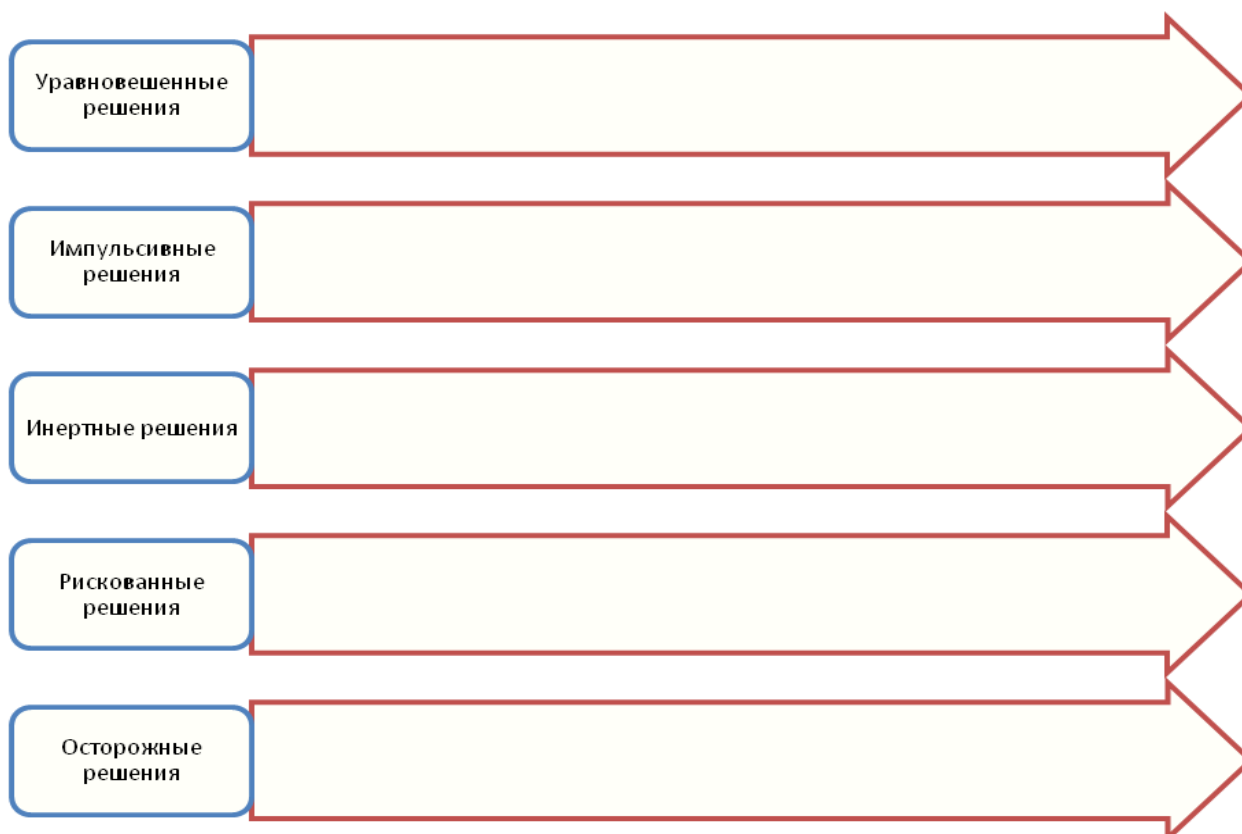 Уравновешенные
решения
Импульсивные
решения
Инертные решения
Рискованные
решения
Осторожные
решения